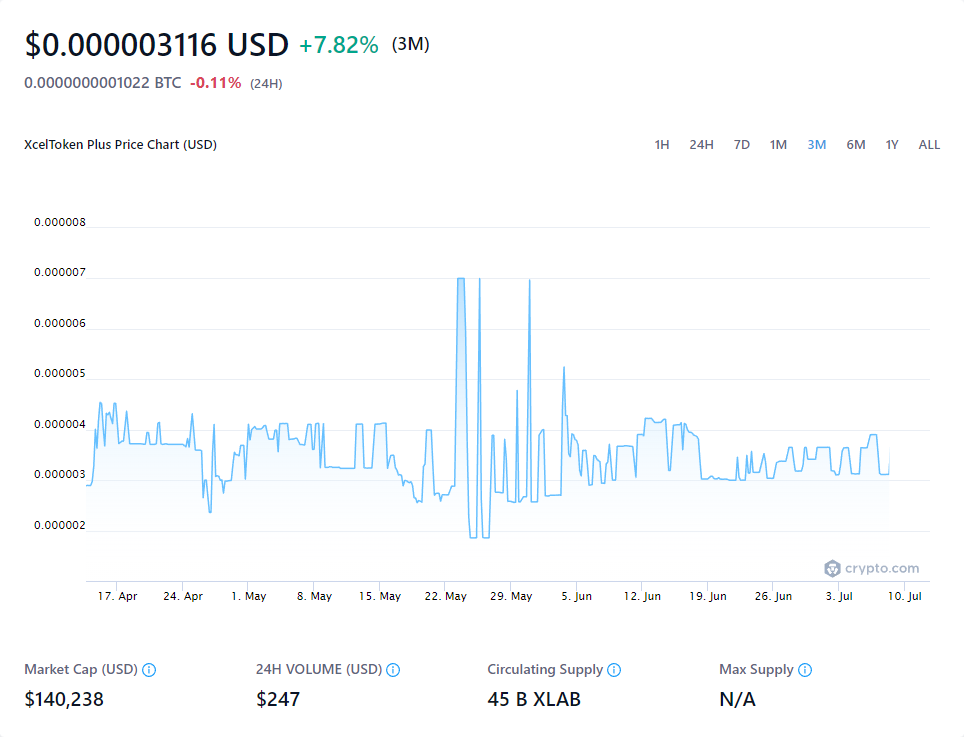 $0.000003116 USD +7.82% (3M)
0.0000000001022 BTC -0.11% (24H)
XcelToken Plus Price Chart (USD) 1H 24H 7D 1M 3M 6M 1Y ALL
0.000008
0.000007
0.000006
0.000005
0.000004
0.000003
0.000002
crypto.com
17. Apr 24. Apr 1. May 8. May 15. May 22. May 29. May 5. Jun 12. Jun 19. Jun 26. Jun 3. Jul 10. Jul
Market Cap (USD) 24H VOLUME (USD) Circulating Supply Max Supply
$140,238 $247 45 B XLAB N/A